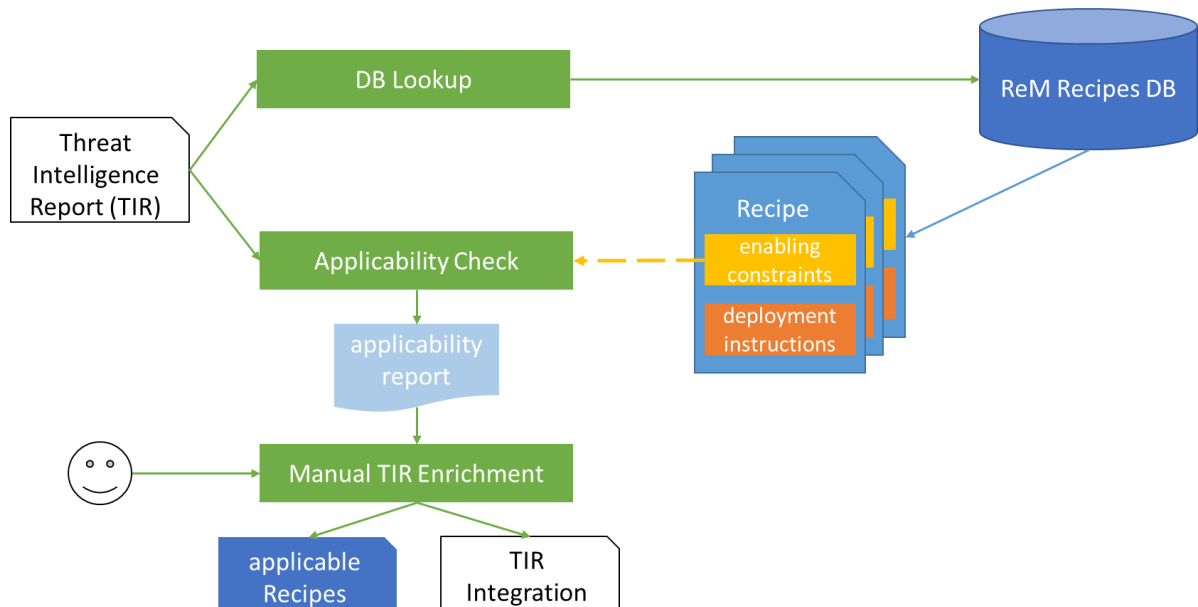 DB Lookup
ReM Recipes DB
Threat
Intelligence
Report (TIR)
Recipe
enabling
constraints
Applicability Check
deployment
instructions
applicability
report
Manual TIR Enrichment
applicable
Recipes
TIR
Integration